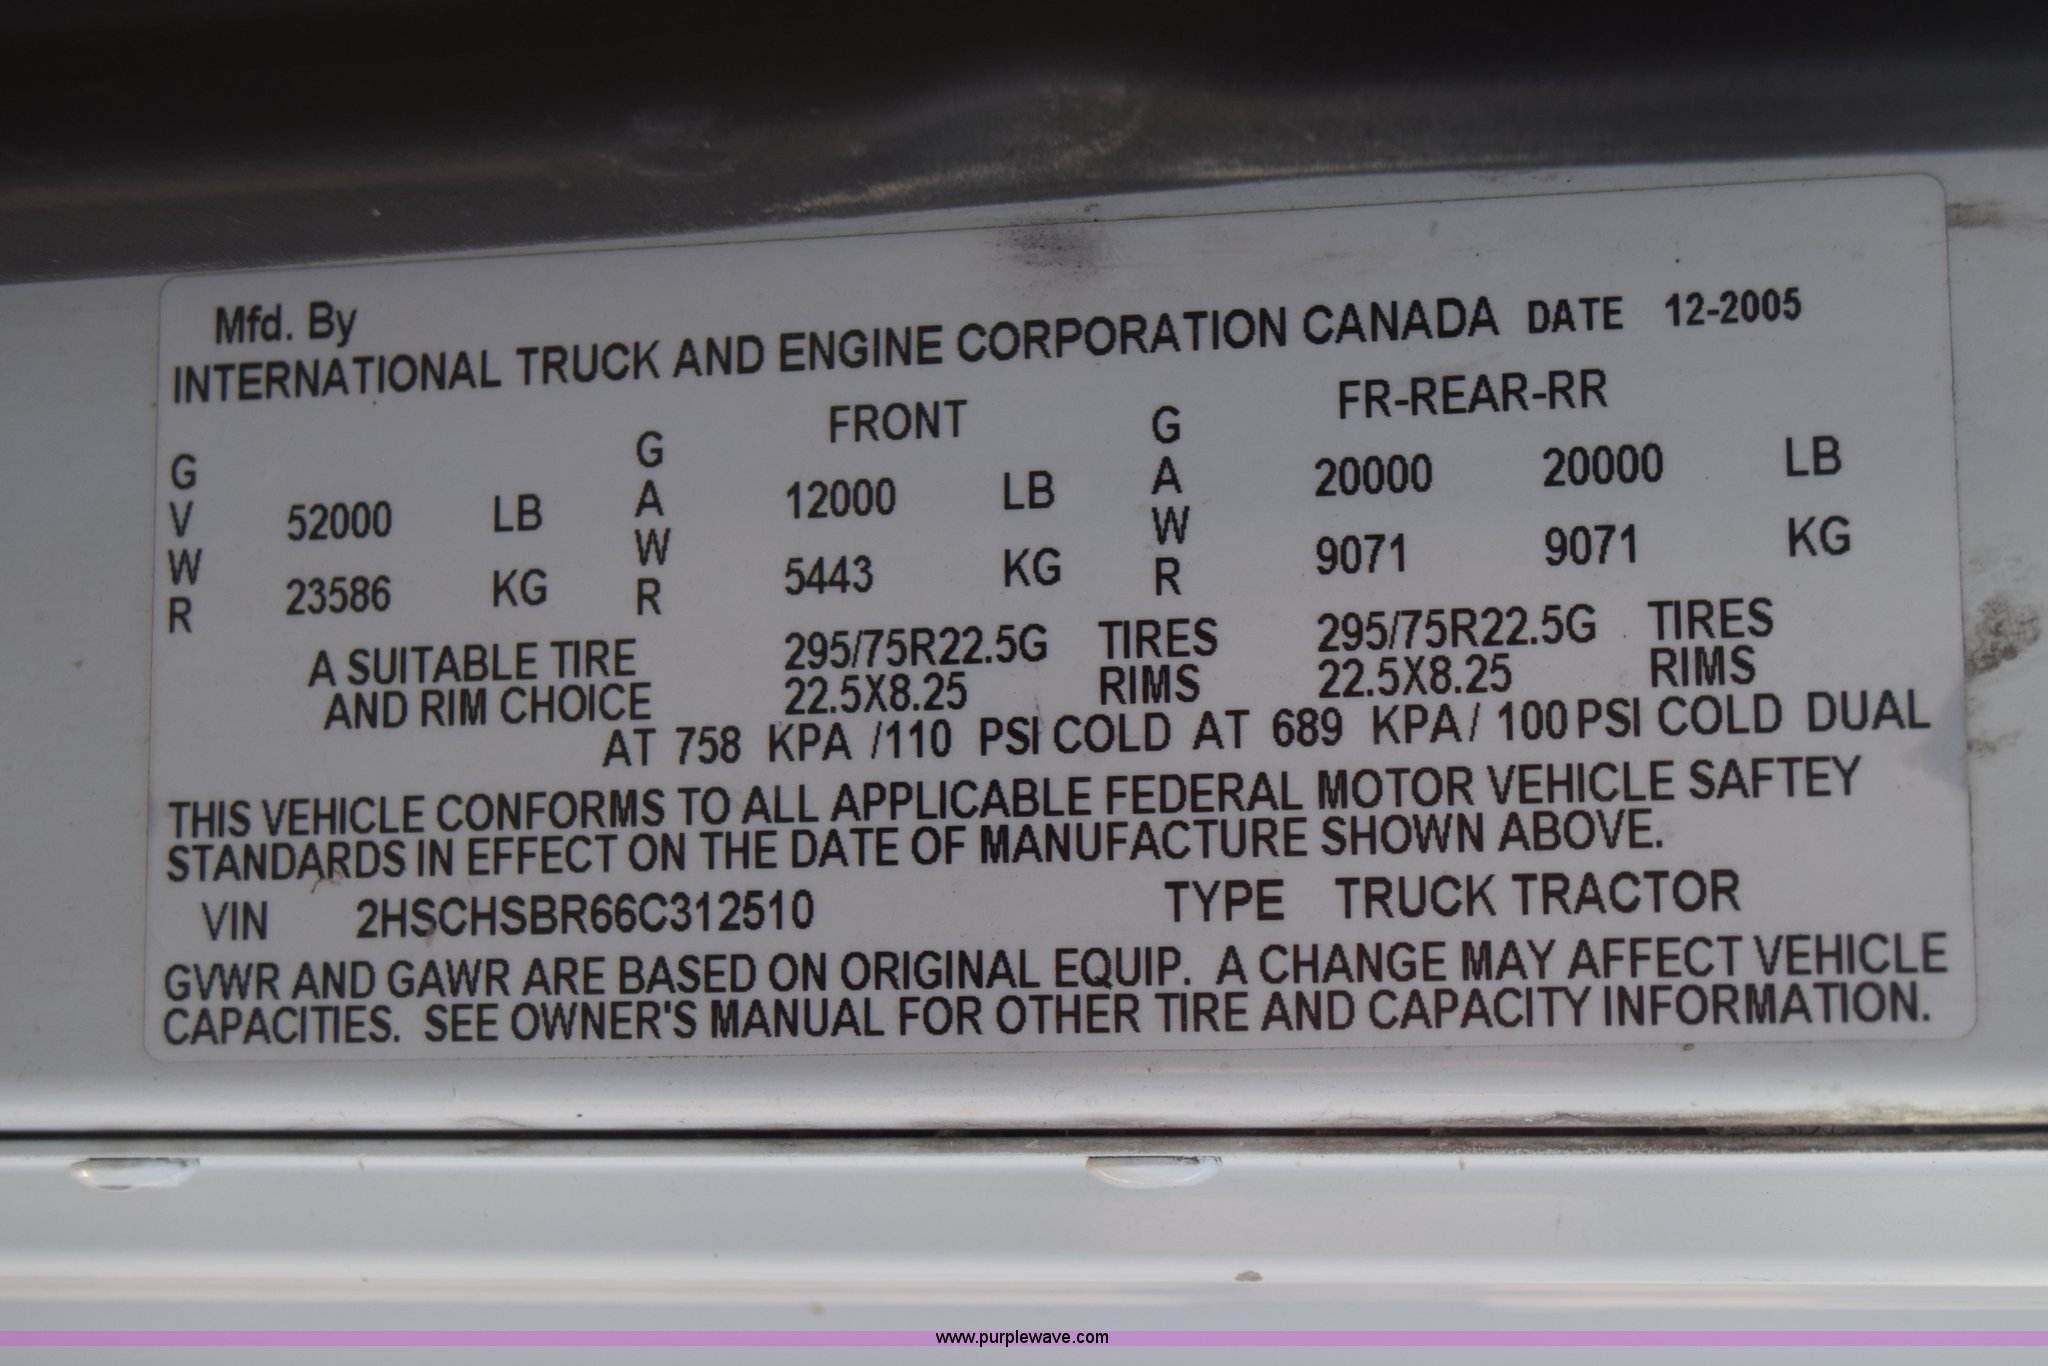 Mfd. By
INTERNATIONAL TRUCK AND ENGINE CORPORATION CANADA DATE 12-2005
FRONT FR-REAR-RR
GVWR 52000 LB GAWR 12000 LB GAWR 20000 20000 LB
23586 KG 5443 KG 9071 9071 KG
A SUITABLE TIRE 295/75R22.5G TIRES 295/75R22.5G TIRES
AND RIM CHOICE 22.5X8.25 RIMS 22.5X8.25 RIMS
AT 758 KPA /110 PSI COLD AT 689 KPA/ 100 PSI COLD DUAL
THIS VEHICLE CONFORMS TO ALL APPLICABLE FEDERAL MOTOR VEHICLE SAFTEY
STANDARDS IN EFFECT ON THE DATE OF MANUFACTURE SHOWN ABOVE.
VIN 2HSCHSBR66C312510 TYPE TRUCK TRACTOR
GVWR AND GAWR ARE BASED ON ORIGINAL EQUIP. A CHANGE MAY AFFECT VEHICLE
CAPACITIES. SEE OWNER'S MANUAL FOR OTHER TIRE AND CAPACITY INFORMATION.
www.purplewave.com